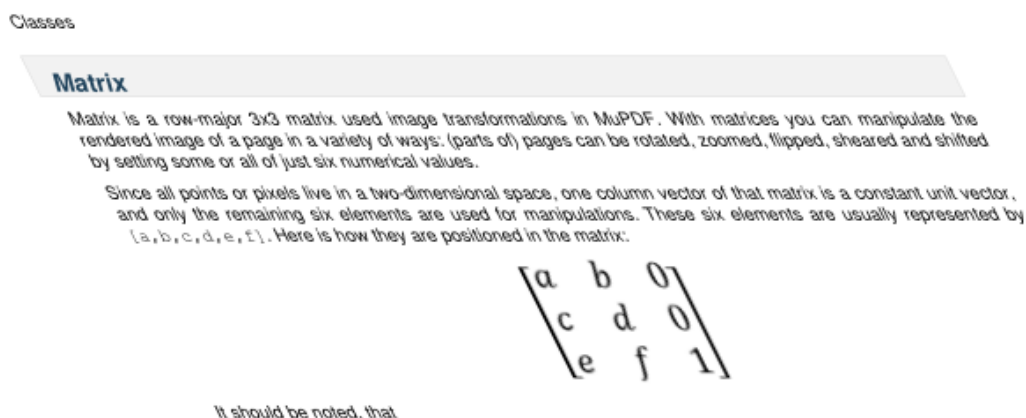 Classes
Matrix
Matrix is a row-major 3x3 matrix used image transformations in MuPDF. With matrices you can manipulate the
rendered image of a page in a variety of ways: (parts of) pages can be rotated, zoomed, flipped, sheared and shifted
by setting some or all of just six numerical values.
Since all points or pixels live in a two-dimensional space, one column vector of that matrix is a constant unit vector,
and only the remaining six elements are used for manipulations. These six elements are usually represented by
[a,b,c,d,e,f]. Here is how they are positioned in the matrix:
a b 0
c d 0
e f 1
It should be noted, that